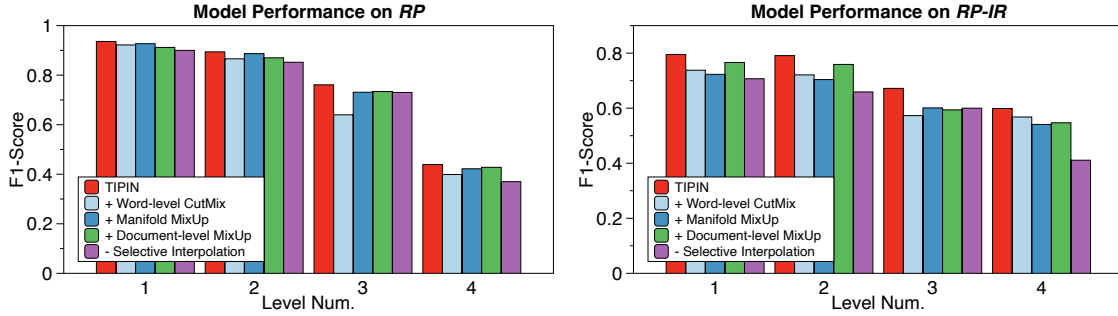 Model Performance on RP
F1-Score
1
0.8
0.6
0.4
0.2
0
TIPIN
+ Word-level CutMix
+ Manifold MixUp
+ Document-level MixUp
- Selective Interpolation
1 2 3 4
Level Num.
Model Performance on RP-IR
F1-Score
0.8
0.6
0.4
0.2
0
TIPIN
+ Word-level CutMix
+ Manifold MixUp
+ Document-level MixUp
- Selective Interpolation
1 2 3 4
Level Num.